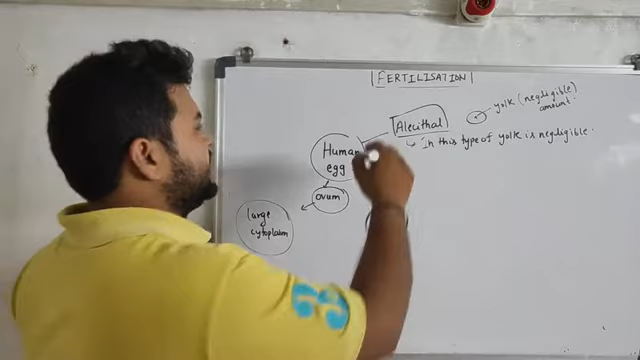 FERTILISATION
yolk (negligible)
amount.
Alecithal
In this type of yolk is negligible.
Human
egg
ovum
large
cytoplasm